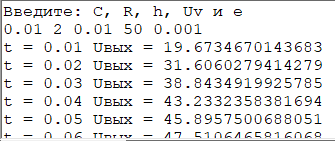 Введите: C, R, h, Uv и e
0.01 2 0.01 50 0.001
t = 0.01 Uвых = 19.6734670143683
t = 0.02 Uвых = 31.6060279414279
t = 0.03 Uвых = 38.8434919925785
t = 0.04 Uвых = 43.2332358381694
t = 0.05 Uвых = 45.8957500688051
t = 0.06 Uвых = 47.5106465816068